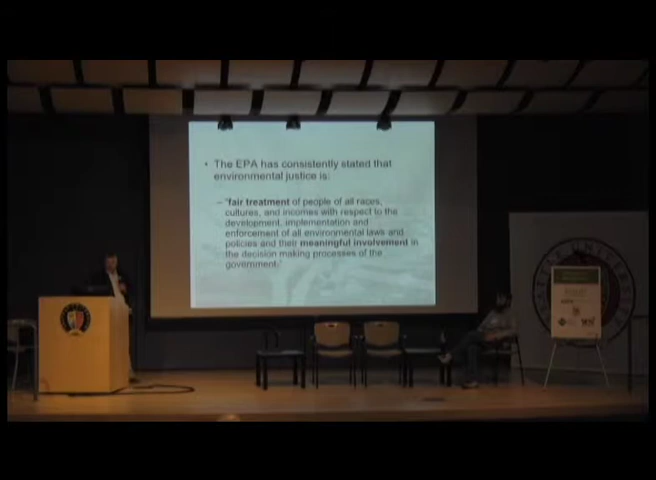 • The EPA has consistently stated that
environmental justice is:
– "fair treatment of people of all races,
cultures, and incomes with respect to the
development, implementation and
enforcement of all environmental laws and
policies and their meaningful involvement in
the decision making processes of the
government."
UNIVERSITY